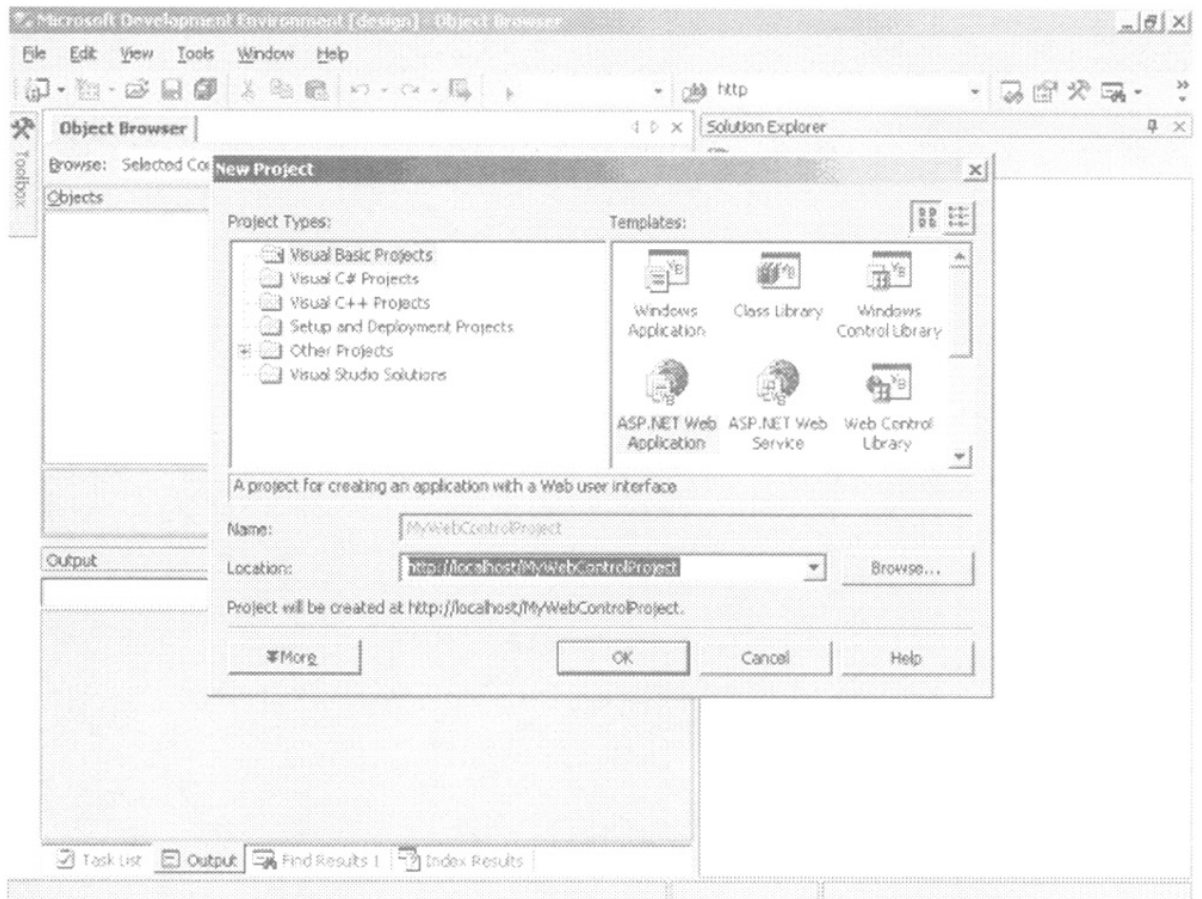 Microsoft Development Environment [design] - Object Browser
File Edit View Tools Window Help
http
Toolbox
Object Browser
Solution Explorer
Browse: Selected Co
Objects
New Project
Project Types:
Templates:
Visual Basic Projects
Visual C# Projects
Visual C++ Projects
Setup and Deployment Projects
Other Projects
Visual Studio Solutions
Windows Application
Class Library
Windows Control Library
ASP.NET Web Application
ASP.NET Web Service
Web Control Library
A project for creating an application with a Web user interface
Name: MyWebControlProject
Location: http://localhost/MyWebControlProject Browse...
Project will be created at http://localhost/MyWebControlProject.
More OK Cancel Help
Output
Task List Output Find Results 1 Index Results